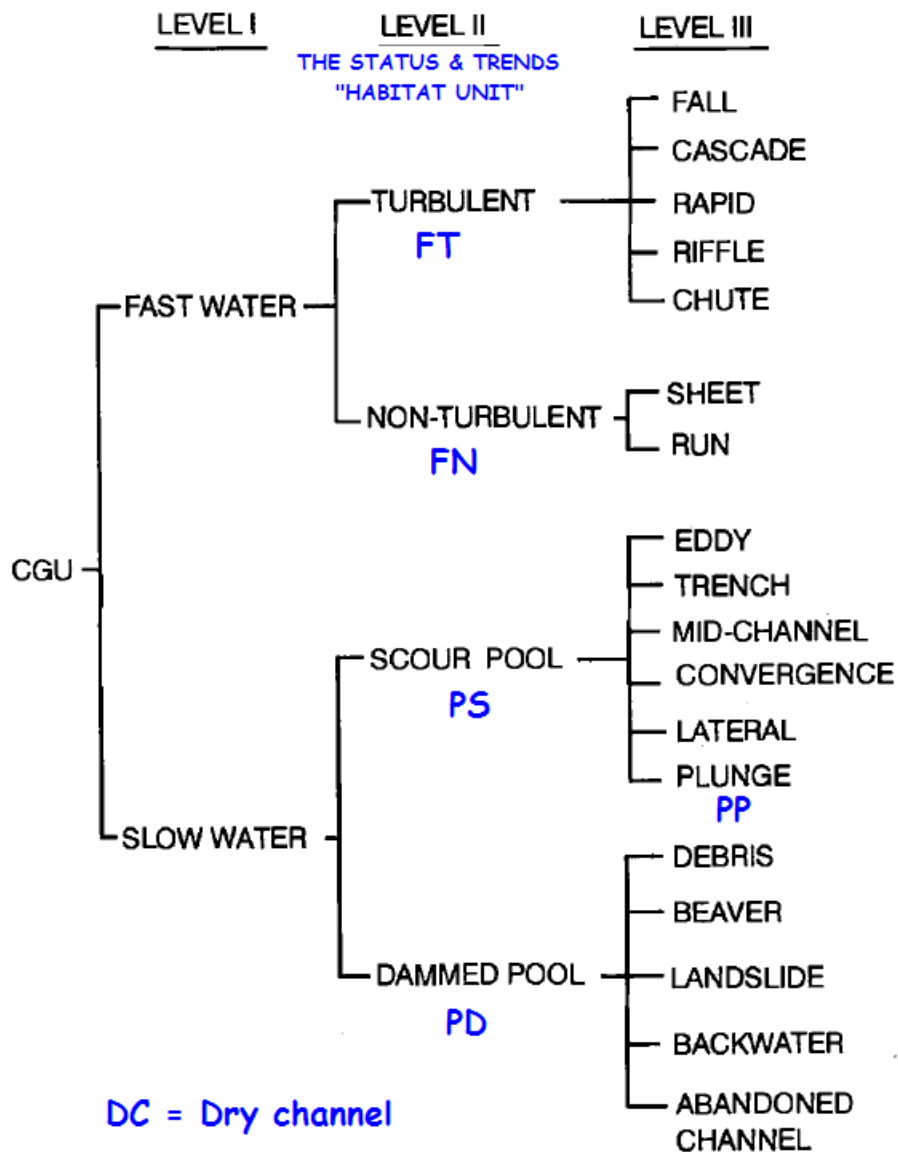 LEVEL I LEVEL II LEVEL III
THE STATUS & TRENDS
"HABITAT UNIT"
FALL
CASCADE
TURBULENT
RAPID
FT
RIFFLE
CHUTE
FAST WATER
SHEET
NON-TURBULENT
RUN
FN
EDDY
CGU
TRENCH
MID-CHANNEL
SCOUR POOL
CONVERGENCE
PS
LATERAL
PLUNGE
PP
SLOW WATER
DEBRIS
BEAVER
DAMMED POOL
LANDSLIDE
PD
BACKWATER
ABANDONED
CHANNEL
DC = Dry channel